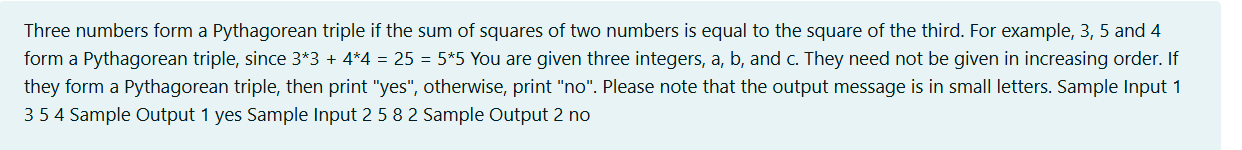 Three numbers form a Pythagorean triple if the sum of squares of two numbers is equal to the square of the third. For example, 3, 5 and 4
form a Pythagorean triple, since 3*3 + 4*4 = 25 = 5*5 You are given three integers, a, b, and c. They need not be given in increasing order. If
they form a Pythagorean triple, then print "yes", otherwise, print "no". Please note that the output message is in small letters. Sample Input 1
3 5 4 Sample Output 1 yes Sample Input 2 5 8 2 Sample Output 2 no